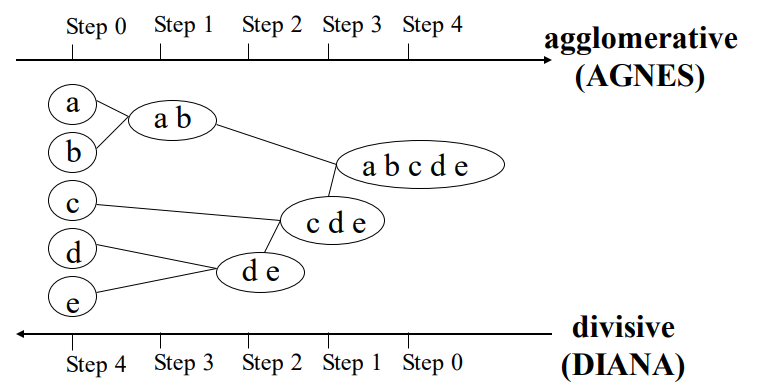 Step 0 Step 1 Step 2 Step 3 Step 4
agglomerative
(AGNES)
a
a b
b
a b c d e
c
c d e
d
d e
e
divisive
(DIANA)
Step 4 Step 3 Step 2 Step 1 Step 0